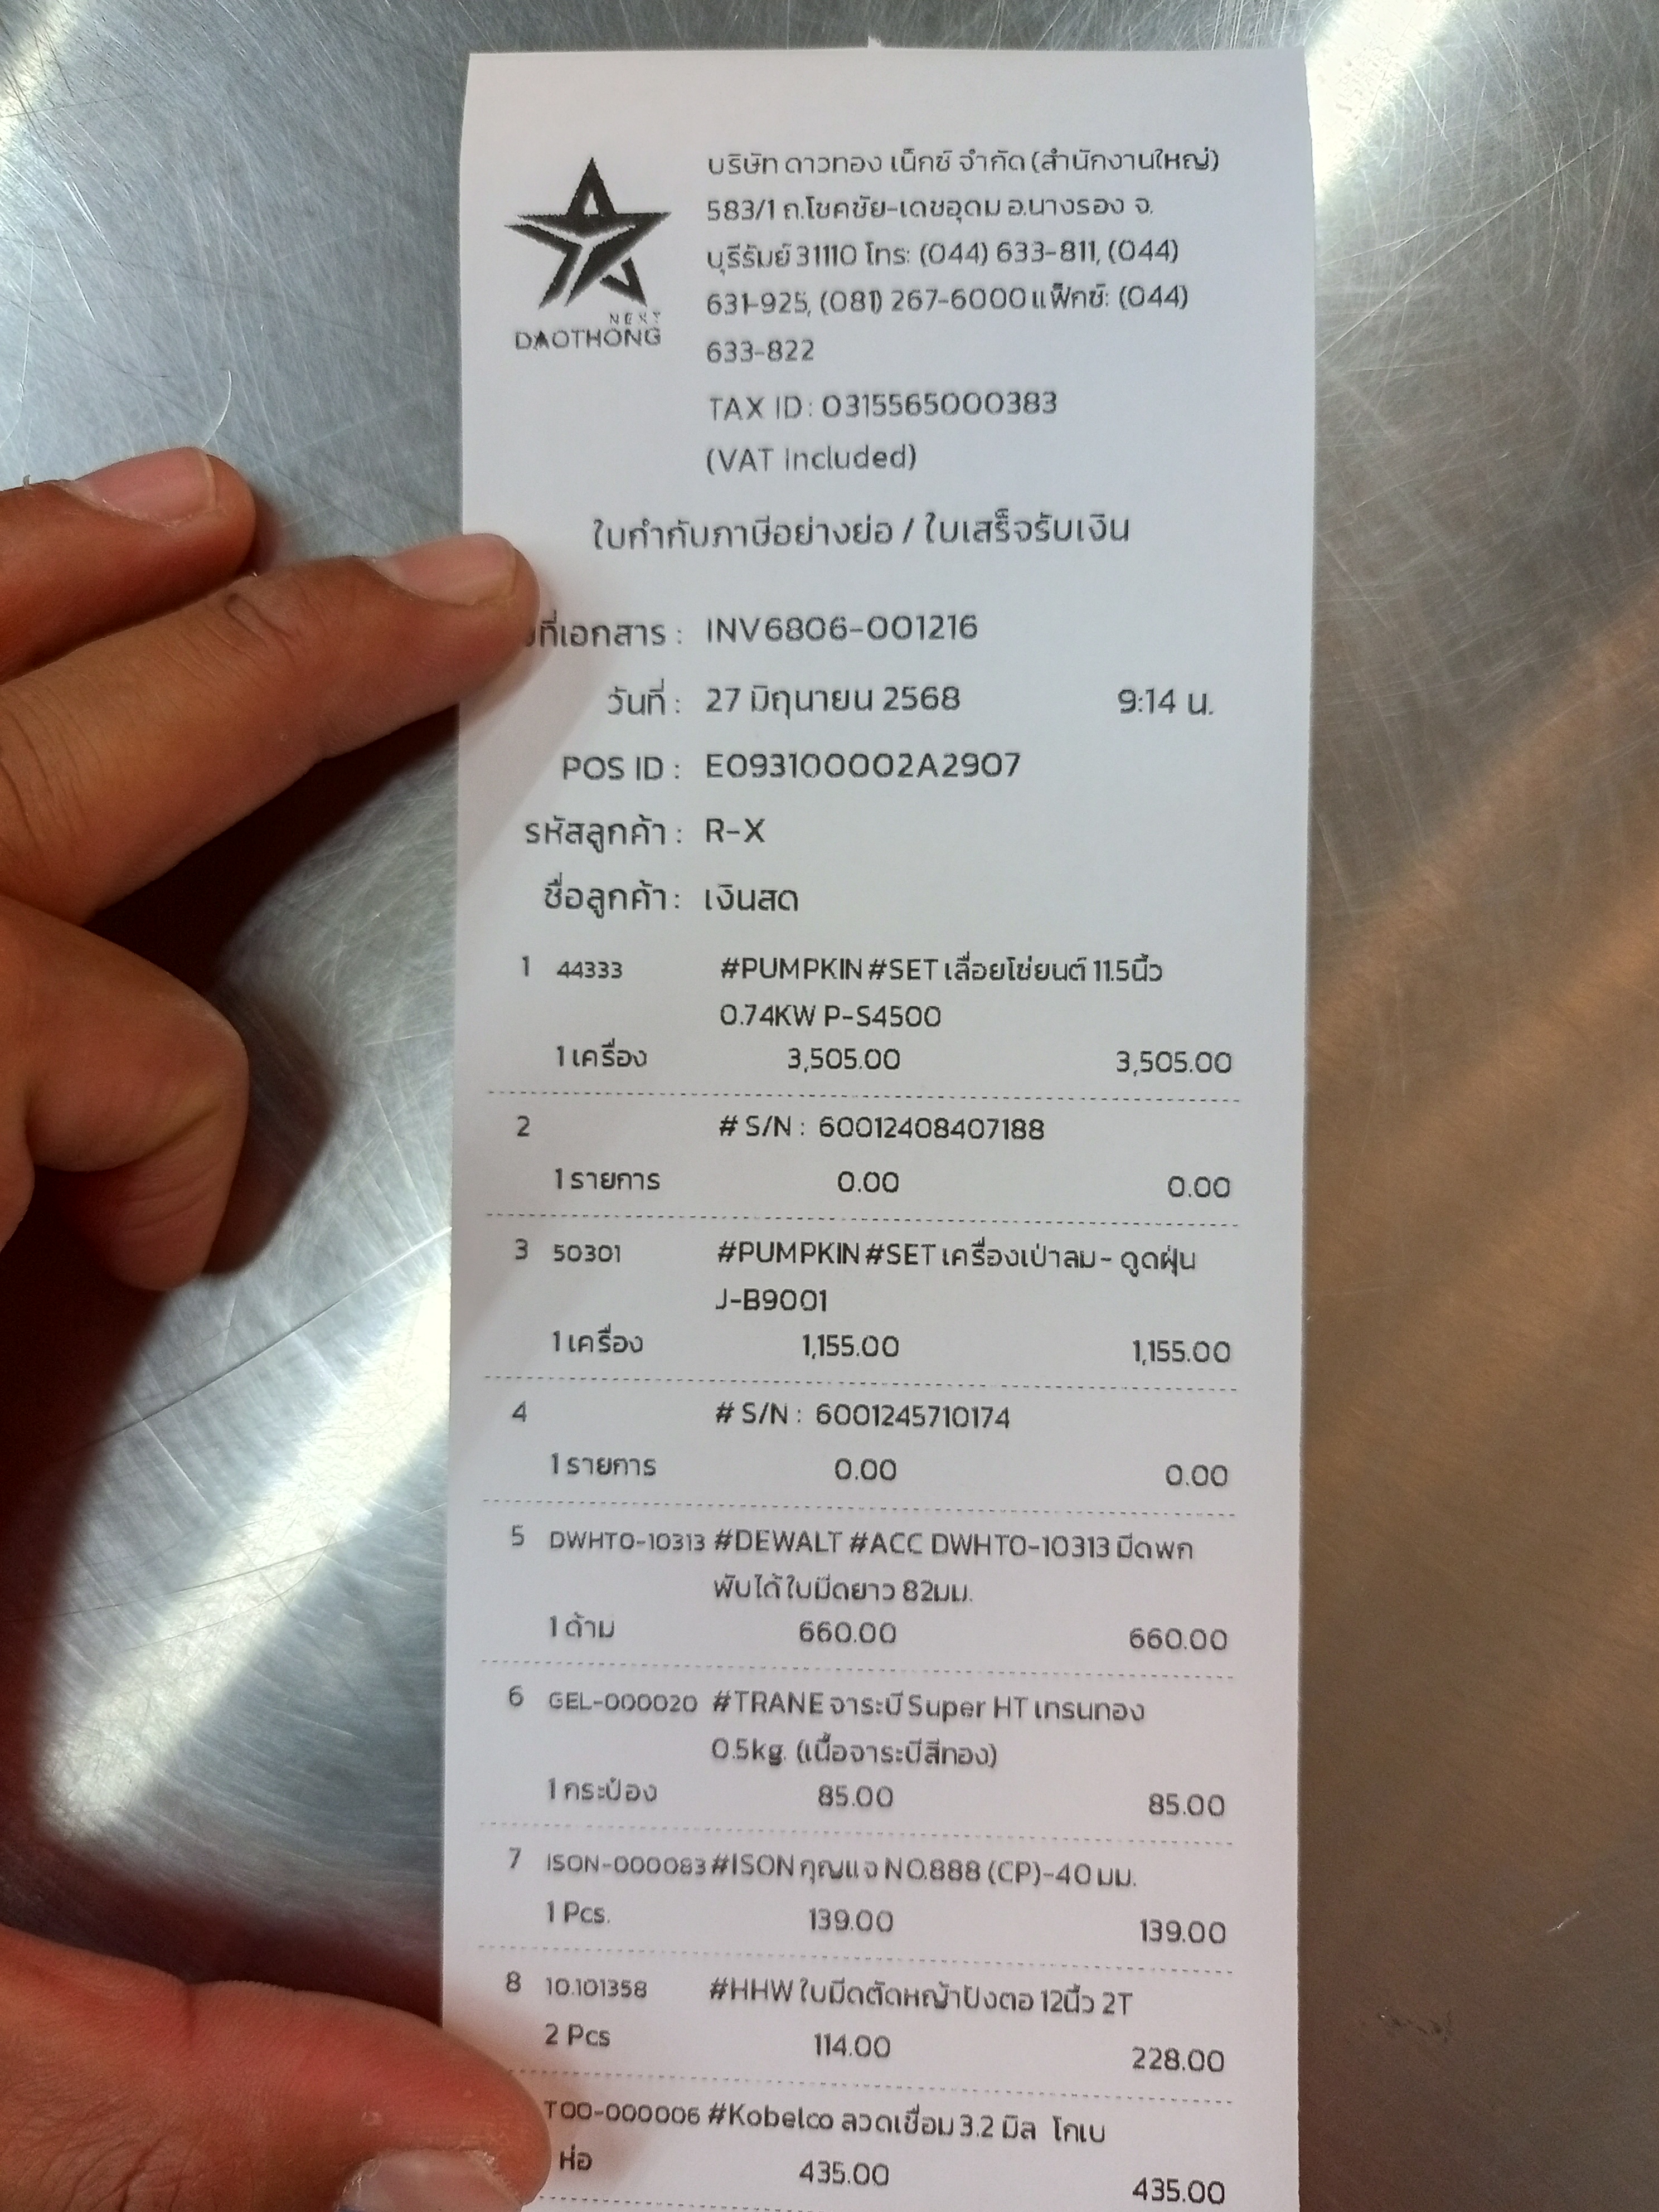 บริษัท ดาวทอง เน็กซ์ จำกัด (สำนักงานใหญ่)
583/1 ถ.โชคชัย-เดชอุดม อ.นางรอง จ.
บุรีรัมย์ 31110 โทร: (044) 633-811, (044)
631-925, (081) 267-6000 แฟ็กซ์: (044)
633-822
NEXT
DAOTHONG
TAX ID : 0315565000383
(VAT Included)
ใบกำกับภาษีอย่างย่อ / ใบเสร็จรับเงิน
ที่เอกสาร : INV6806-001216
วันที่ : 27 มิถุนายน 2568 9:14 น.
POS ID : E093100002A2907
รหัสลูกค้า : R-X
ชื่อลูกค้า : เงินสด
1 44333 #PUMPKIN #SET เลื่อยโซ่ยนต์ 11.5นิ้ว
0.74KW P-S4500
1 เครื่อง 3,505.00 3,505.00
2 # S/N : 60012408407188
1 รายการ 0.00 0.00
3 50301 #PUMPKIN #SET เครื่องเป่าลม- ดูดฝุ่น
J-B9001
1 เครื่อง 1,155.00 1,155.00
4 # S/N : 6001245710174
1 รายการ 0.00 0.00
5 DWHT0-10313 #DEWALT #ACC DWHT0-10313 มีดพก
พับได้ ใบมีดยาว 82มม.
1 ด้าม 660.00 660.00
6 GEL-000020 #TRANE จาระบี Super HT เทรนทอง
0.5kg. (เนื้อจาระบีสีทอง)
1 กระป๋อง 85.00 85.00
7 ISON-000083 #ISON กุญแจ NO.888 (CP)-40 มม.
1 Pcs. 139.00 139.00
8 10.101358 #HHW ใบมีดตัดหญ้าปังตอ 12นิ้ว 2T
2 Pcs 114.00 228.00
T00-000006 #Kobelco ลวดเชื่อม 3.2 มิล โกเบ
ห่อ 435.00 435.00